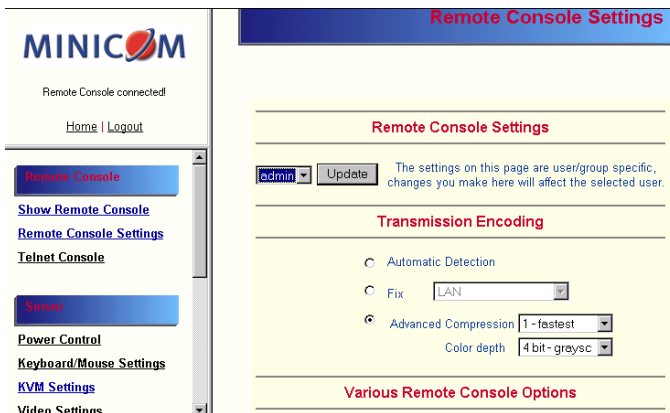 Remote Console Settings
MINICOM
Remote Console connected!
Home | Logout
Remote Console
Show Remote Console
Remote Console Settings
Telnet Console
Server
Power Control
Keyboard/Mouse Settings
KVM Settings
Video Settings
Remote Console Settings
admin Update
The settings on this page are user/group specific,
changes you make here will affect the selected user.
Transmission Encoding
Automatic Detection
Fix LAN
Advanced Compression 1 - fastest
Color depth 4 bit - graysc
Various Remote Console Options